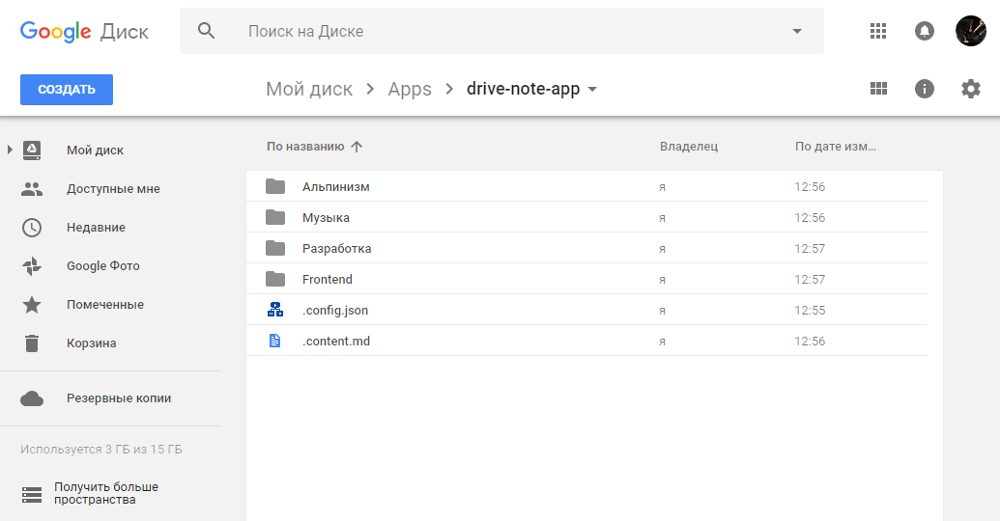 Google Диск
Поиск на Диске
СОЗДАТЬ
Мой диск > Apps > drive-note-app
Мой диск
Доступные мне
Недавние
Google Фото
Помеченные
Корзина
Резервные копии
Используется 3 ГБ из 15 ГБ
Получить больше
пространства
По названию Владелец По дате изм...
Альпинизм я 12:56
Музыка я 12:56
Разработка я 12:57
Frontend я 12:57
.config.json я 12:55
.content.md я 12:56